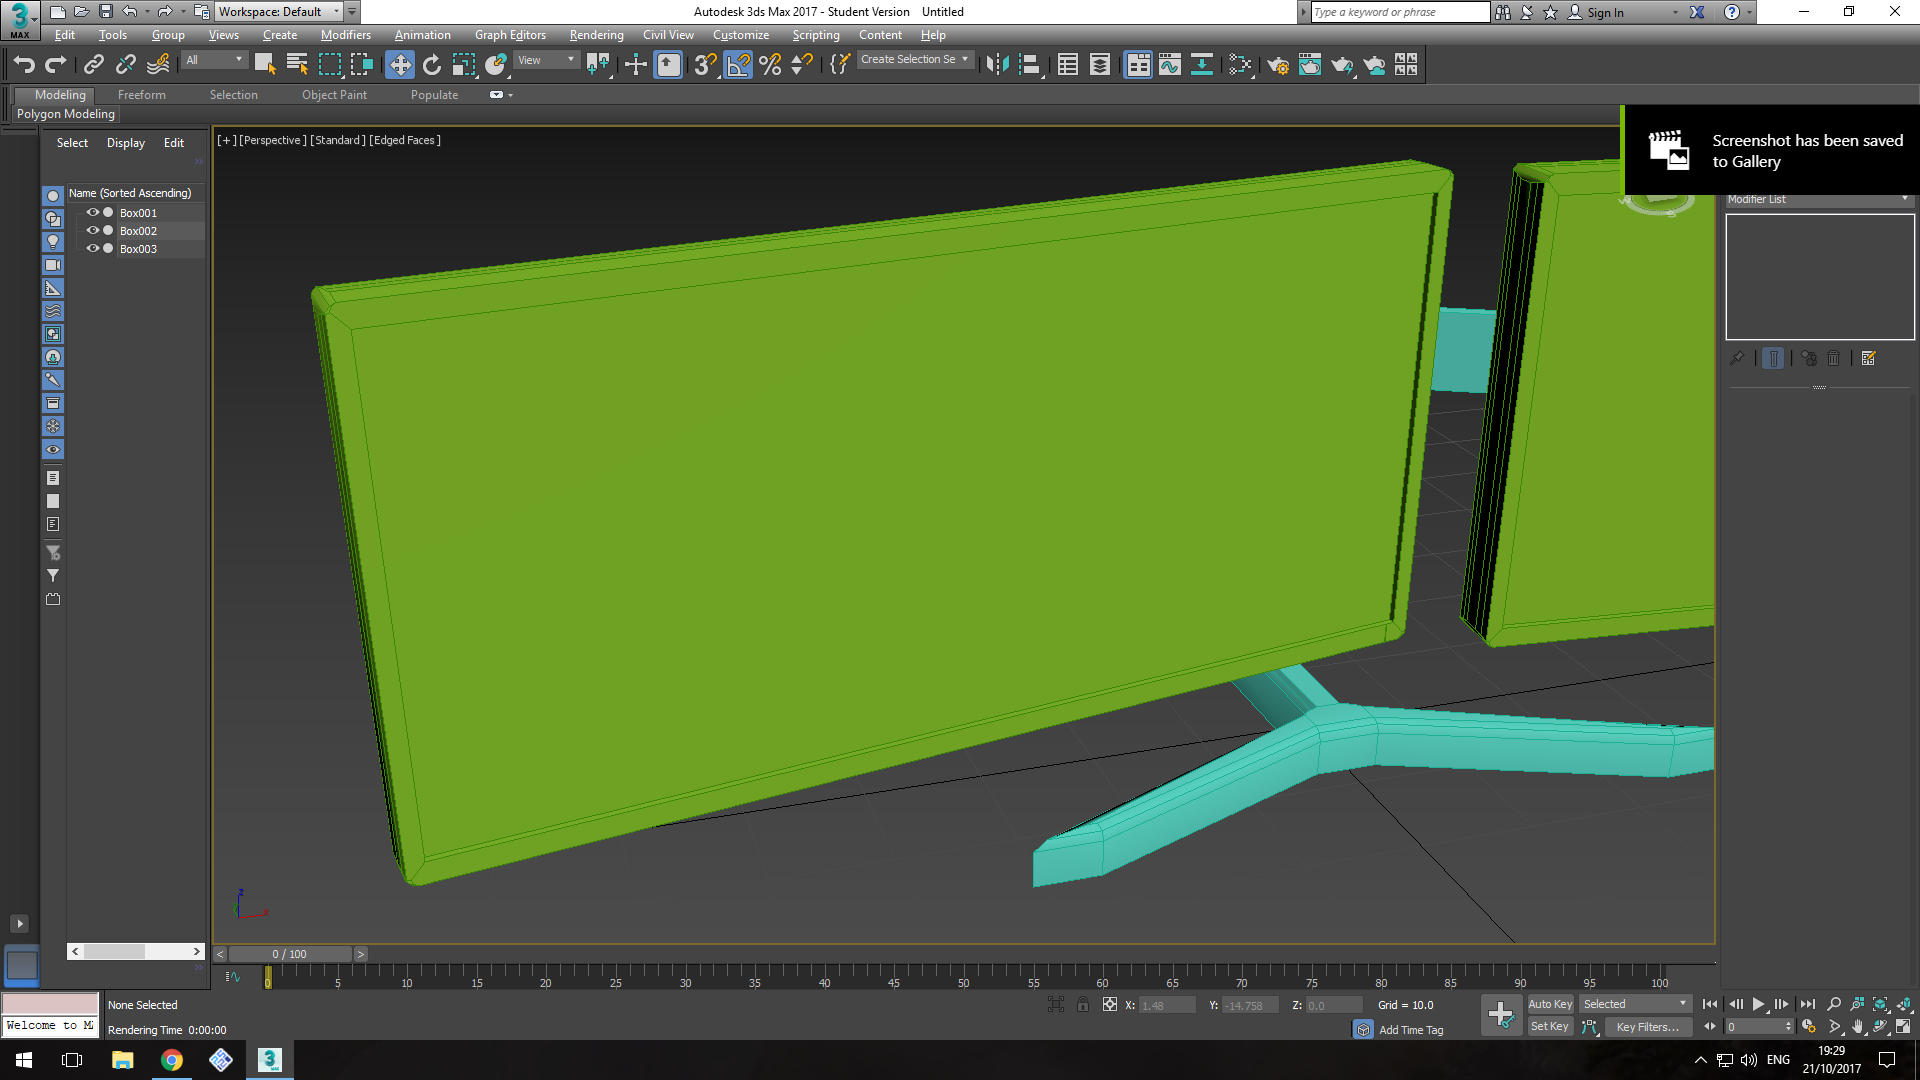 Workspace: Default
Autodesk 3ds Max 2017 - Student Version Untitled
Type a keyword or phrase
Sign In
3
MAX
Edit Tools Group Views Create Modifiers Animation Graph Editors Rendering Civil View Customize Scripting Content Help
All
View
3
Create Selection Se
Modeling Freeform Selection Object Paint Populate
Polygon Modeling
Select Display Edit
[+] [Perspective ] [Standard ] [Edged Faces ]
Screenshot has been saved
to Gallery
Name (Sorted Ascending)
Modifier List
Box001
Box002
Box003
z
x
0 / 100
0 5 10 15 20 25 30 35 40 45 50 55 60 65 70 75 80 85 90 95 100
None Selected
X: 1.48 Y: -14.758 Z: 0.0 Grid = 10.0
Auto Key Selected
Welcome to M
Rendering Time 0:00:00
Add Time Tag
Set Key Key Filters...
0
ENG
19:29
21/10/2017
3
MAX